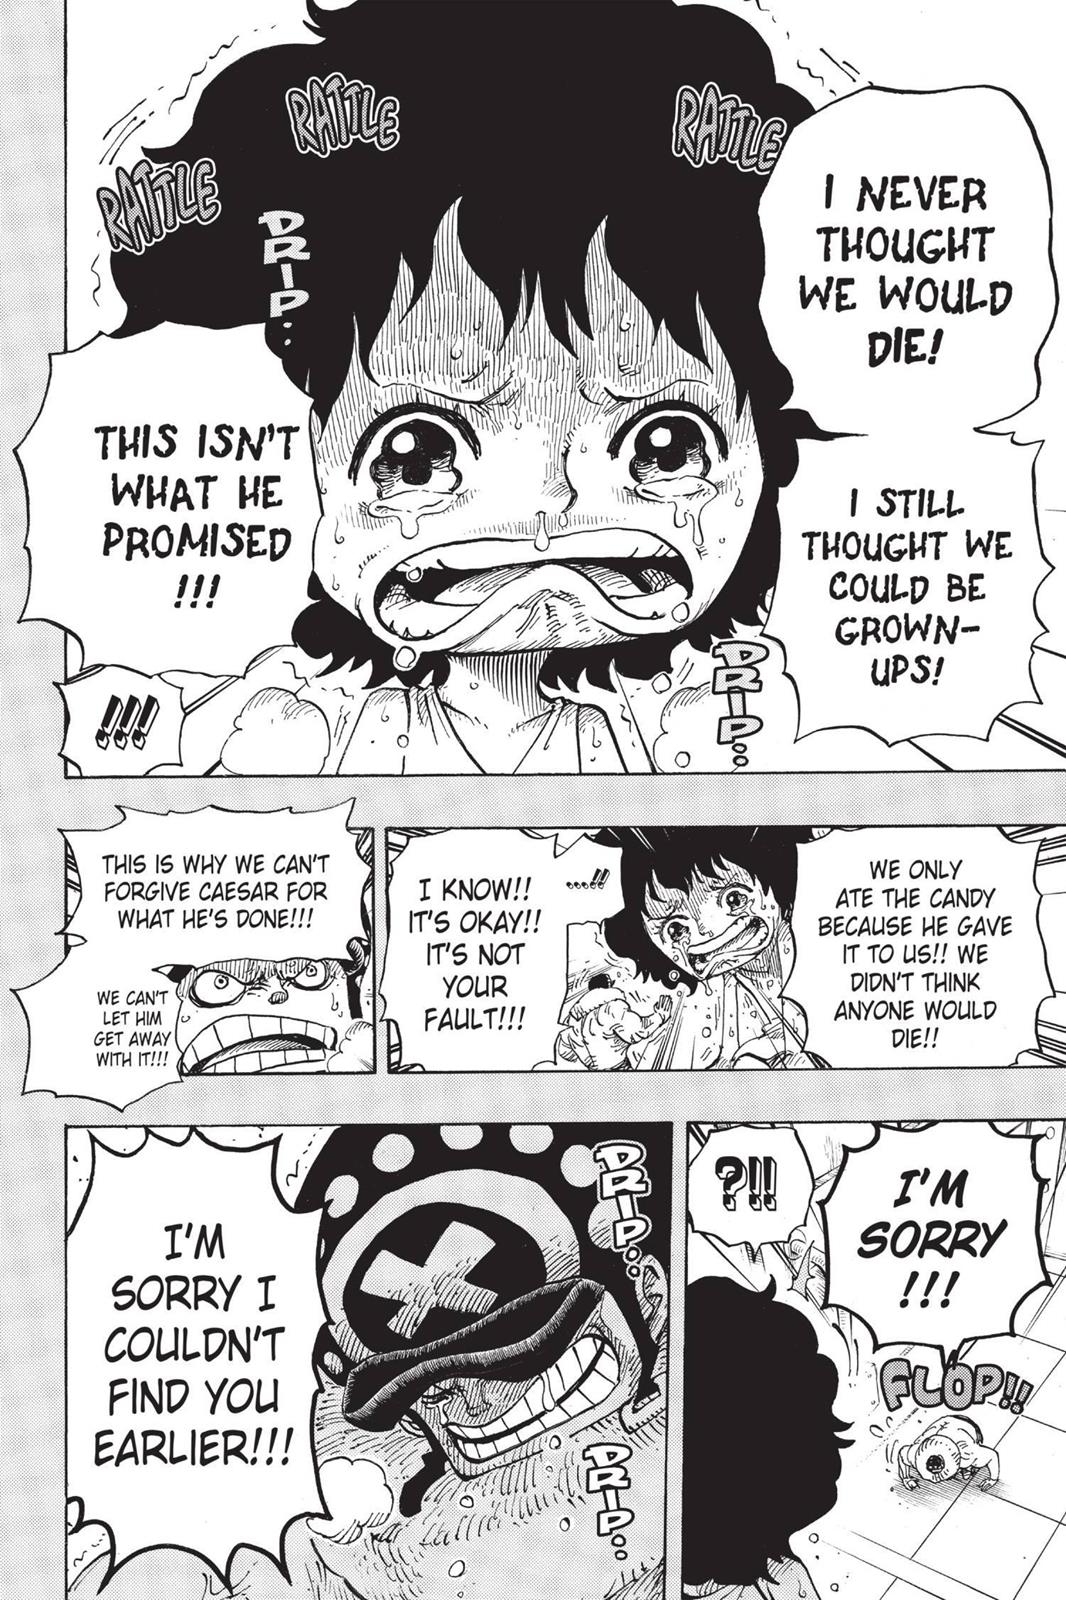 RATTLE
RATTLE
RATTLE
I NEVER
THOUGHT
WE WOULD
DIE!
DRIP..
I STILL
THOUGHT WE
COULD BE
GROWN-
UPS!
THIS ISN'T
WHAT HE
PROMISED
!!!
DRIP..
!!!
WE ONLY
ATE THE CANDY
BECAUSE HE GAVE
IT TO US!! WE
DIDN'T THINK
ANYONE WOULD
DIE!!
....!!
I KNOW!!
IT'S OKAY!!
IT'S NOT
YOUR
FAULT!!!
THIS IS WHY WE CAN'T
FORGIVE CAESAR FOR
WHAT HE'S DONE!!!
WE CAN'T
LET HIM
GET AWAY
WITH IT!!!
I'M
SORRY
!!!
?!!
FLOP!!
DRIP..
I'M
SORRY I
COULDN'T
FIND YOU
EARLIER!!!
DRIP..